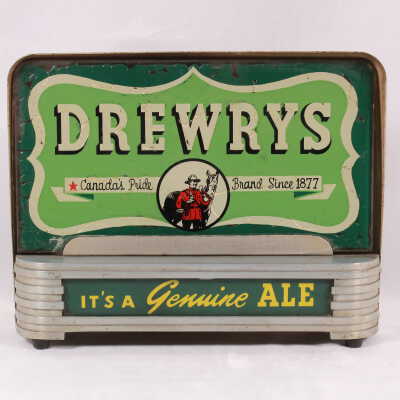 DREWRYS
Canada's Pride Brand Since 1877
IT'S A Genuine ALE